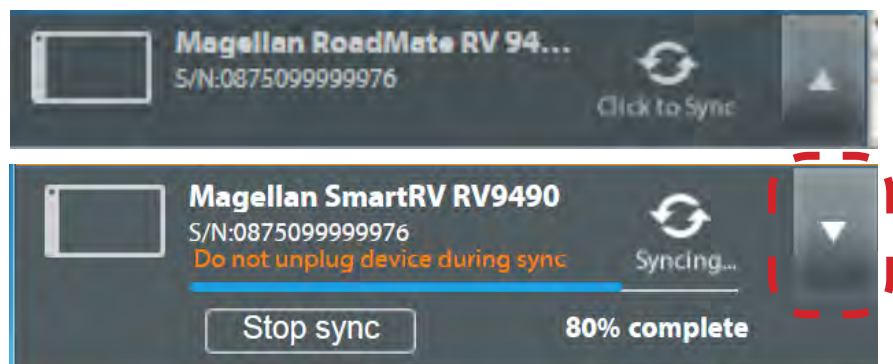 Magellan RoadMate RV 94...
S/N:0875099999976
Click to Sync
Magellan SmartRV RV9490
S/N:0875099999976
Do not unplug device during sync
Syncing...
Stop sync
80% complete